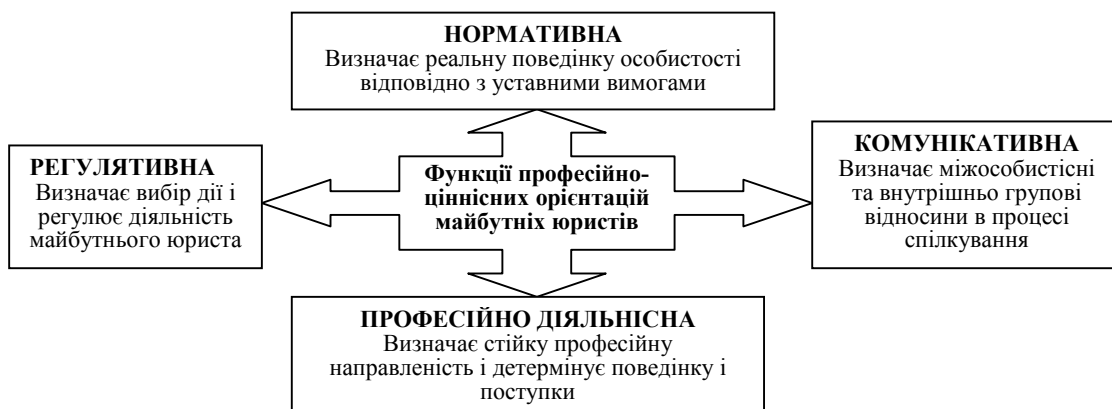 НОРМАТИВНА
Визначає реальну поведінку особистості
відповідно з уставними вимогами
РЕГУЛЯТИВНА
Визначає вибір дії і
регулює діяльність
майбутнього юриста
Функції професійно-
ціннісних орієнтацій
майбутніх юристів
КОМУНІКАТИВНА
Визначає міжособистісні
та внутрішньо групові
відносини в процесі
спілкування
ПРОФЕСІЙНО ДІЯЛЬНІСНА
Визначає стійку професійну
направленість і детермінує поведінку і
поступки